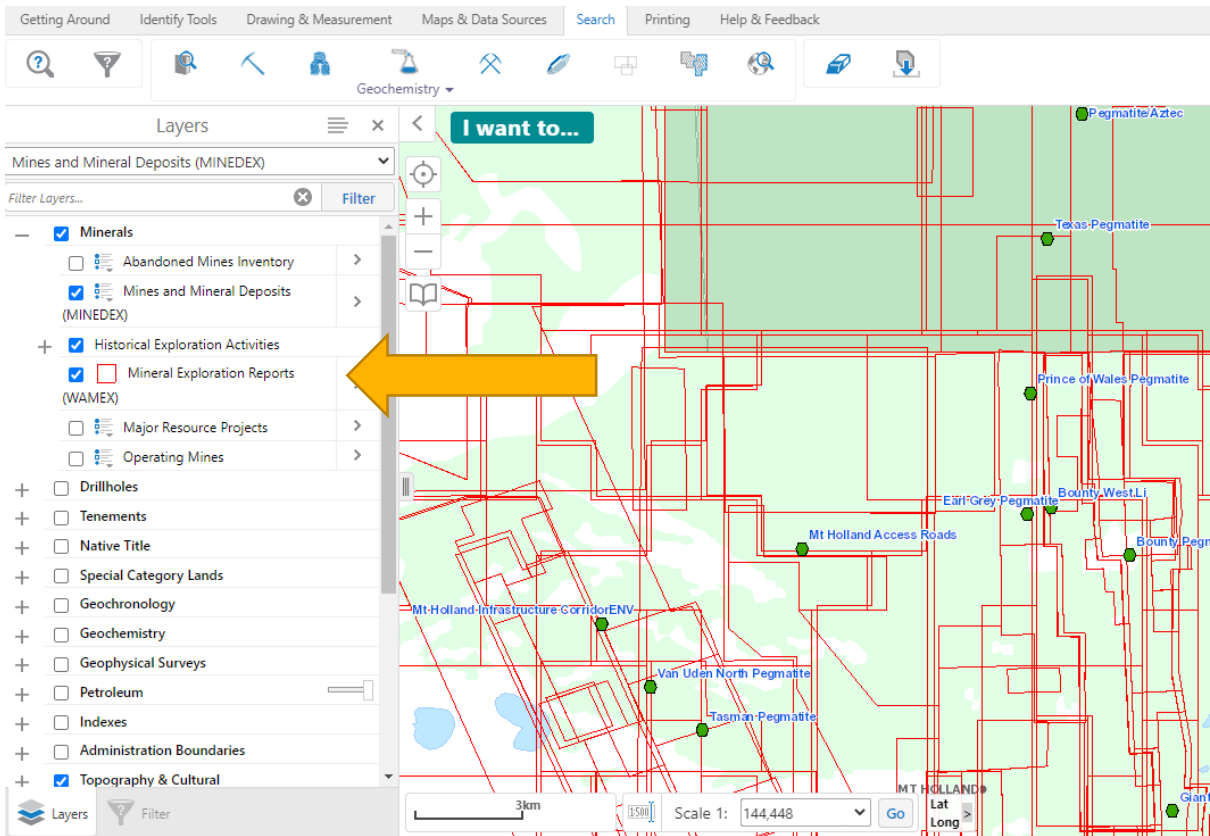 Getting Around Identify Tools Drawing & Measurement Maps & Data Sources Search Printing Help & Feedback
Geochemistry
Layers
I want to...
Mines and Mineral Deposits (MINEDEX)
Filter Layers... Filter
Minerals
Abandoned Mines Inventory
Mines and Mineral Deposits
(MINEDEX)
Historical Exploration Activities
Mineral Exploration Reports
(WAMEX)
Major Resource Projects
Operating Mines
Drillholes
Tenements
Native Title
Special Category Lands
Geochronology
Geochemistry
Geophysical Surveys
Petroleum
Indexes
Administration Boundaries
Topography & Cultural
Layers Filter
Pegmatite/Aztec
Texas Pegmatite
Prince of Wales Pegmatite
Bounty West Li
Earl Grey Pegmatite
Mt Holland Access Roads
Bounty Pegm
Mt Holland Infrastructure CorridorENV
Van Uden North Pegmatite
Tasman Pegmatite
MT HOLLAND
Giant
3km
1:500 Scale 1: 144,448 Go
Lat
Long >